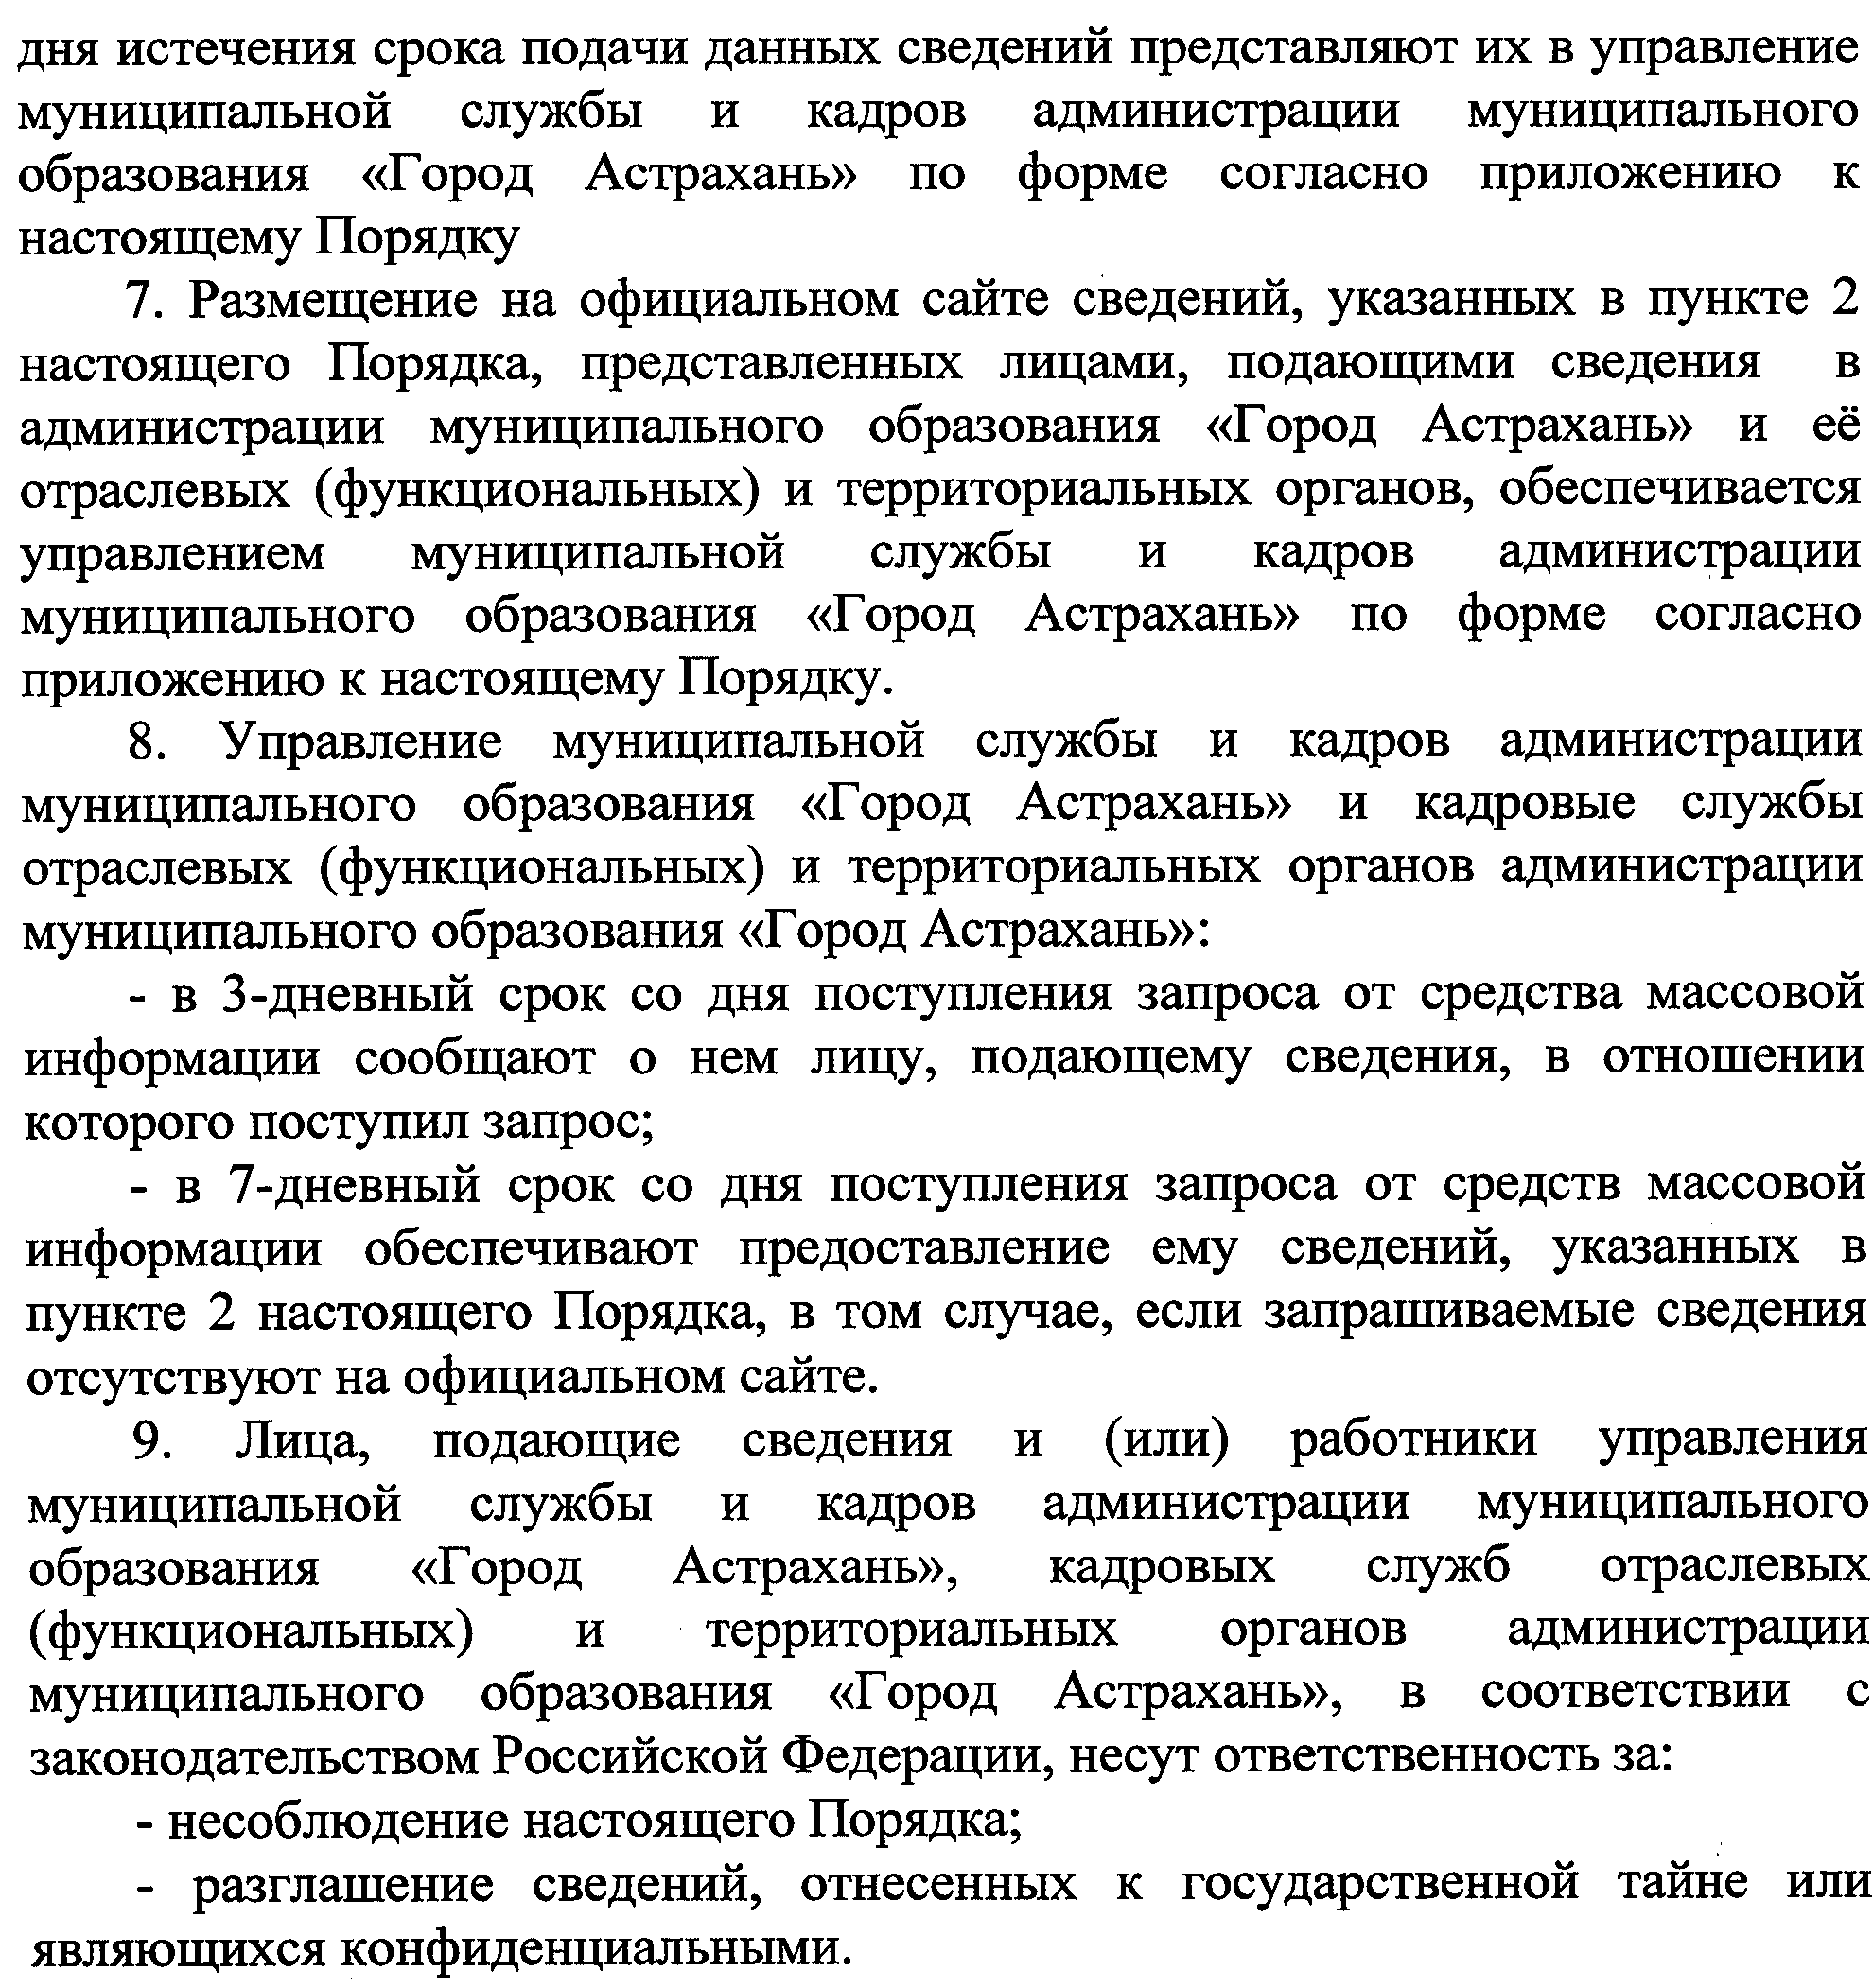 дня истечения срока подачи данных сведений представляют их в управление
муниципальной службы и кадров администрации муниципального
образования «Город Астрахань» по форме согласно приложению к
настоящему Порядку
7. Размещение на официальном сайте сведений, указанных в пункте 2
настоящего Порядка, представленных лицами, подающими сведения в
администрации муниципального образования «Город Астрахань» и её
отраслевых (функциональных) и территориальных органов, обеспечивается
управлением муниципальной службы и кадров администрации
муниципального образования «Город Астрахань» по форме согласно
приложению к настоящему Порядку.
8. Управление муниципальной службы и кадров администрации
муниципального образования «Город Астрахань» и кадровые службы
отраслевых (функциональных) и территориальных органов администрации
муниципального образования «Город Астрахань»:
- в 3-дневный срок со дня поступления запроса от средства массовой
информации сообщают о нем лицу, подающему сведения, в отношении
которого поступил запрос;
- в 7-дневный срок со дня поступления запроса от средств массовой
информации обеспечивают предоставление ему сведений, указанных в
пункте 2 настоящего Порядка, в том случае, если запрашиваемые сведения
отсутствуют на официальном сайте.
9. Лица, подающие сведения и (или) работники управления
муниципальной службы и кадров администрации муниципального
образования «Город Астрахань», кадровых служб отраслевых
(функциональных) и территориальных органов администрации
муниципального образования «Город Астрахань», в соответствии с
законодательством Российской Федерации, несут ответственность за:
- несоблюдение настоящего Порядка;
- разглашение сведений, отнесенных к государственной тайне или
являющихся конфиденциальными.